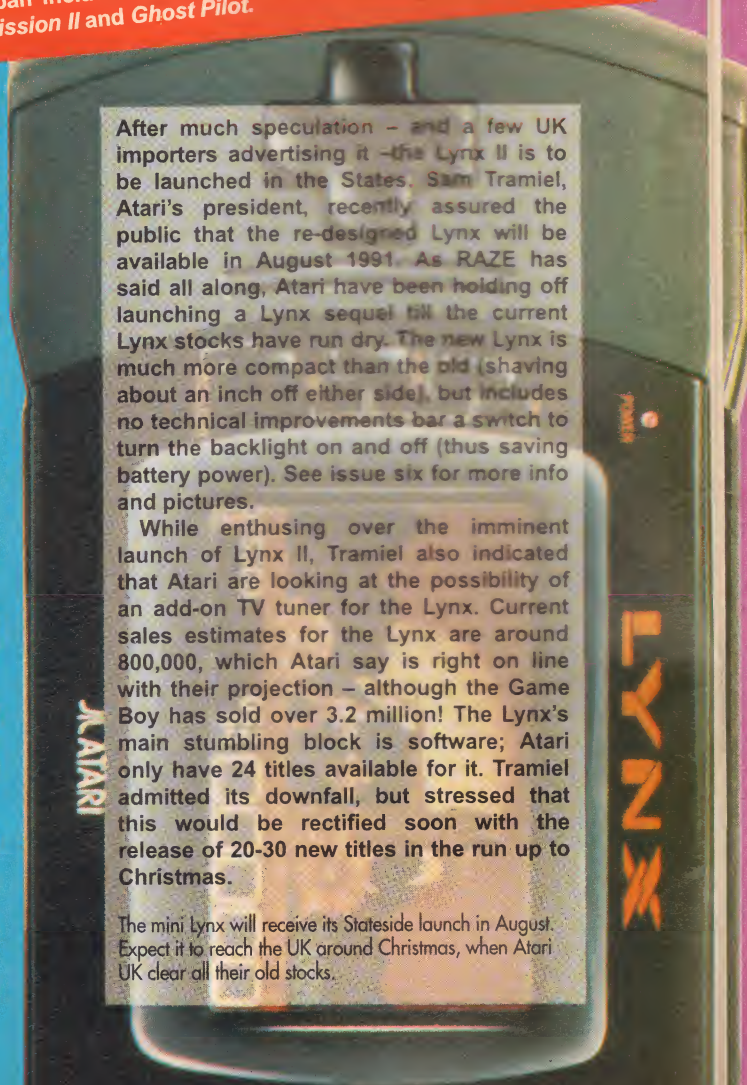 ission II and Ghost Pilot.
After much speculation – and a few UK
importers advertising it –the Lynx II is to
be launched in the States. Sam Tramiel,
Atari's president, recently assured the
public that the re-designed Lynx will be
available in August 1991. As RAZE has
said all along, Atari have been holding off
launching a Lynx sequel till the current
Lynx stocks have run dry. The new Lynx is
much more compact than the old (shaving
about an inch off either side), but includes
no technical improvements bar a switch to
turn the backlight on and off (thus saving
battery power). See issue six for more info
and pictures.
While enthusing over the imminent
launch of Lynx II, Tramiel also indicated
that Atari are looking at the possibility of
an add-on TV tuner for the Lynx. Current
sales estimates for the Lynx are around
800,000, which Atari say is right on line
with their projection – although the Game
Boy has sold over 3.2 million! The Lynx's
main stumbling block is software; Atari
only have 24 titles available for it. Tramiel
admitted its downfall, but stressed that
this would be rectified soon with the
release of 20-30 new titles in the run up to
Christmas.
The mini Lynx will receive its Stateside launch in August.
Expect it to reach the UK around Christmas, when Atari
UK clear all their old stocks.
POWER
LYNX
ATARI